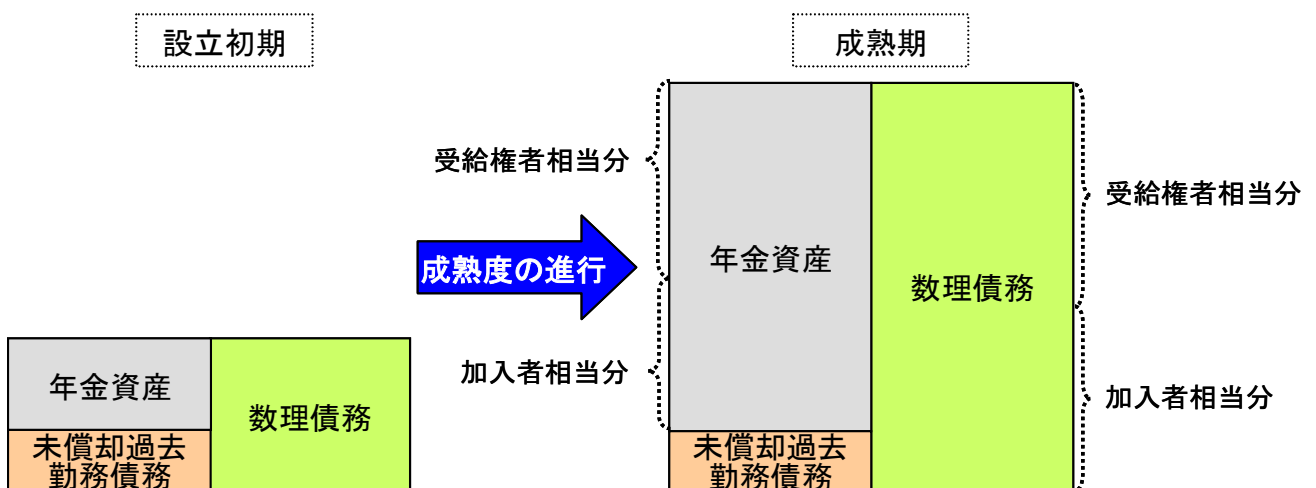 設立初期
成熟期
受給権者相当分
受給権者相当分
年金資産
成熟度の進行
数理債務
加入者相当分
加入者相当分
年金資産
数理債務
未償却過去
勤務債務
未償却過去
勤務債務